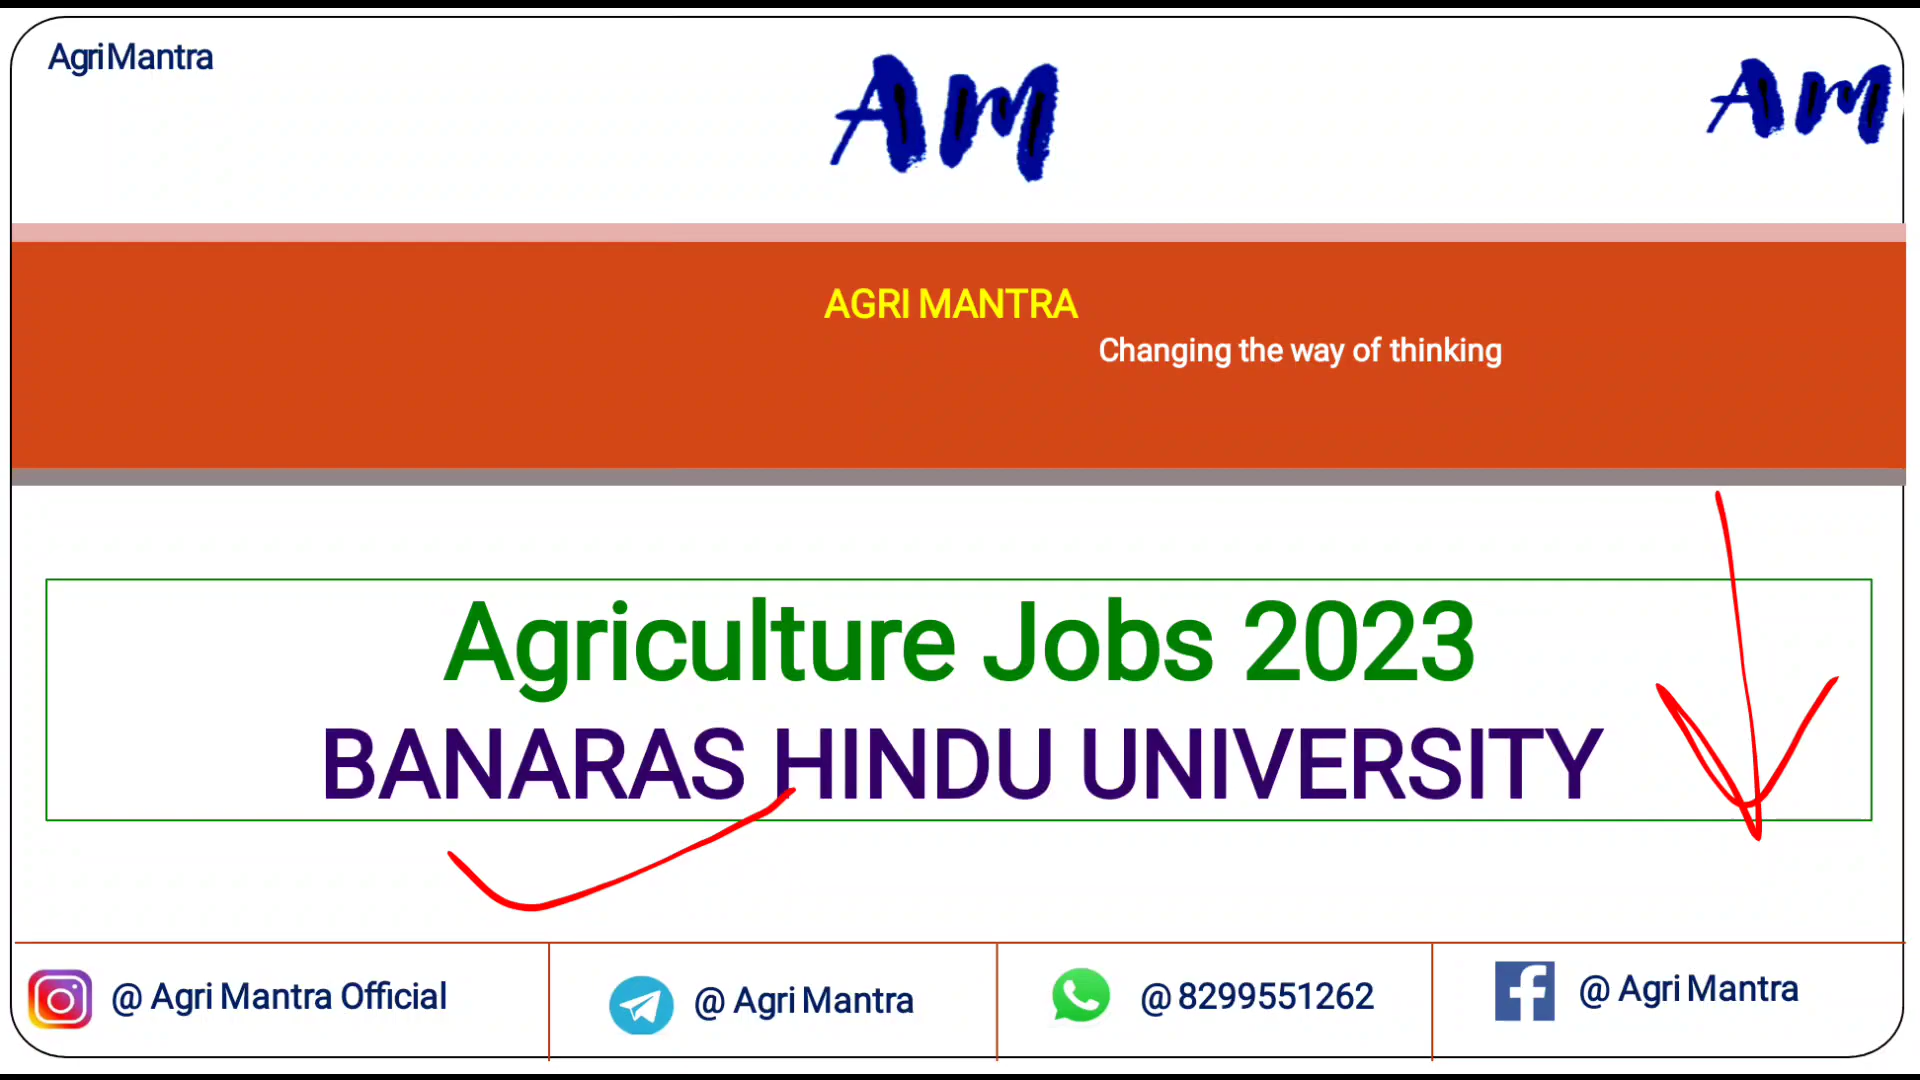 AgriMantra
AM
AM
AGRI MANTRA
Changing the way of thinking
Agriculture Jobs 2023
BANARAS HINDU UNIVERSITY
@ Agri Mantra Official
@ Agri Mantra
@ 8299551262
@ Agri Mantra